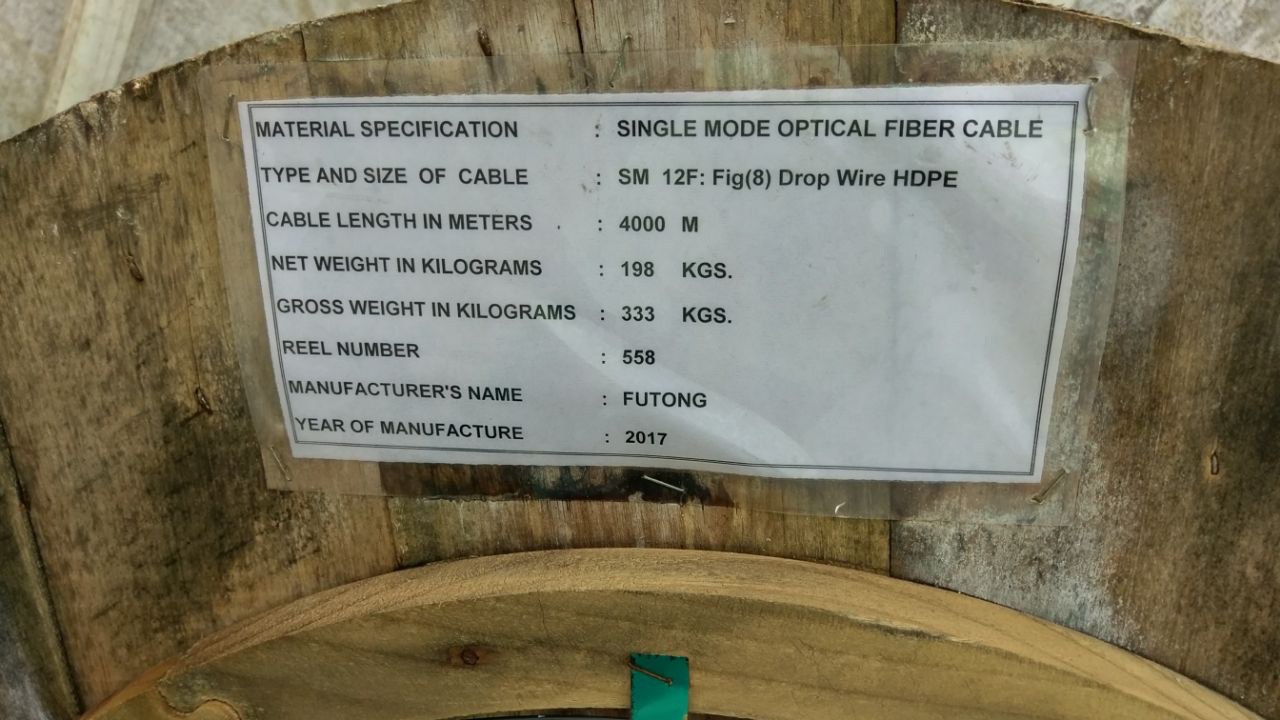 MATERIAL SPECIFICATION : SINGLE MODE OPTICAL FIBER CABLE
TYPE AND SIZE OF CABLE : SM 12F: Fig(8) Drop Wire HDPE
CABLE LENGTH IN METERS : 4000 M
NET WEIGHT IN KILOGRAMS : 198 KGS.
GROSS WEIGHT IN KILOGRAMS : 333 KGS.
REEL NUMBER : 558
MANUFACTURER'S NAME : FUTONG
YEAR OF MANUFACTURE : 2017